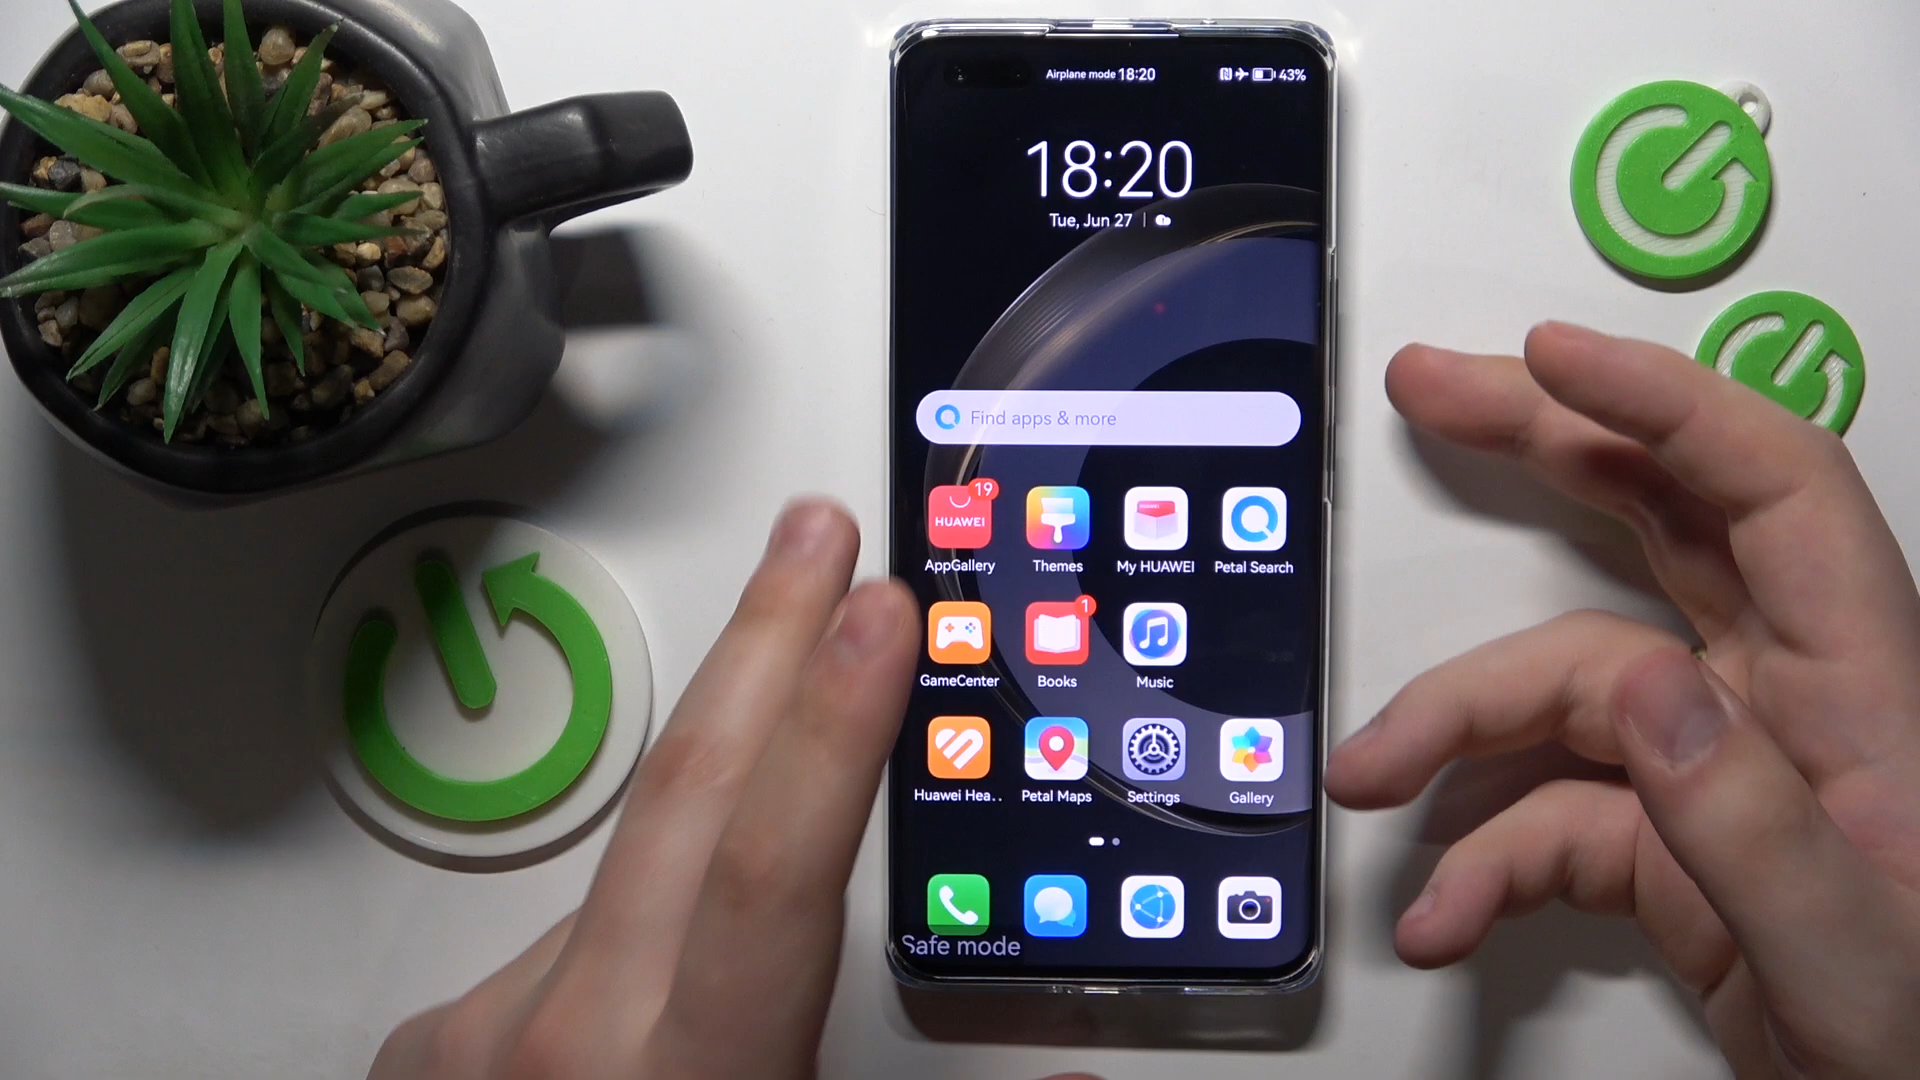 Airplane mode 18:20
43%
18:20
Tue, Jun 27
Find apps & more
19
HUAWEI
AppGallery
Themes
My HUAWEI
Petal Search
1
GameCenter
Books
Music
Huawei Hea..
Petal Maps
Settings
Gallery
Safe mode